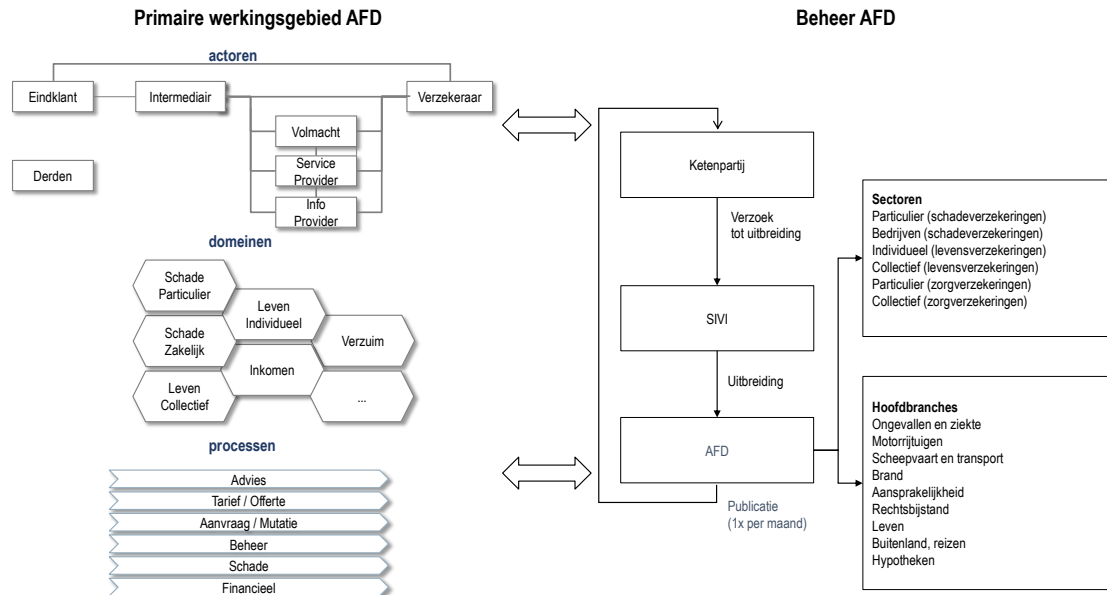 Primaire werkingsgebied AFD
actoren
Eindklant
Intermediair
Verzekeraar
Volmacht
Derden
Service
Provider
Info
Provider
domeinen
Schade
Particulier
Leven
Individueel
Schade
Zakelijk
Verzuim
Inkomen
Leven
Collectief
...
processen
Advies
Tarief / Offerte
Aanvraag / Mutatie
Beheer
Schade
Financieel
Beheer AFD
Ketenpartij
Verzoek
tot uitbreiding
SIVI
Uitbreiding
AFD
Publicatie
(1x per maand)
Sectoren
Particulier (schadeverzekeringen)
Bedrijven (schadeverzekeringen)
Individueel (levensverzekeringen)
Collectief (levensverzekeringen)
Particulier (zorgverzekeringen)
Collectief (zorgverzekeringen)
Hoofdbranches
Ongevallen en ziekte
Motorrijtuigen
Scheepvaart en transport
Brand
Aansprakelijkheid
Rechtsbijstand
Leven
Buitenland, reizen
Hypotheken